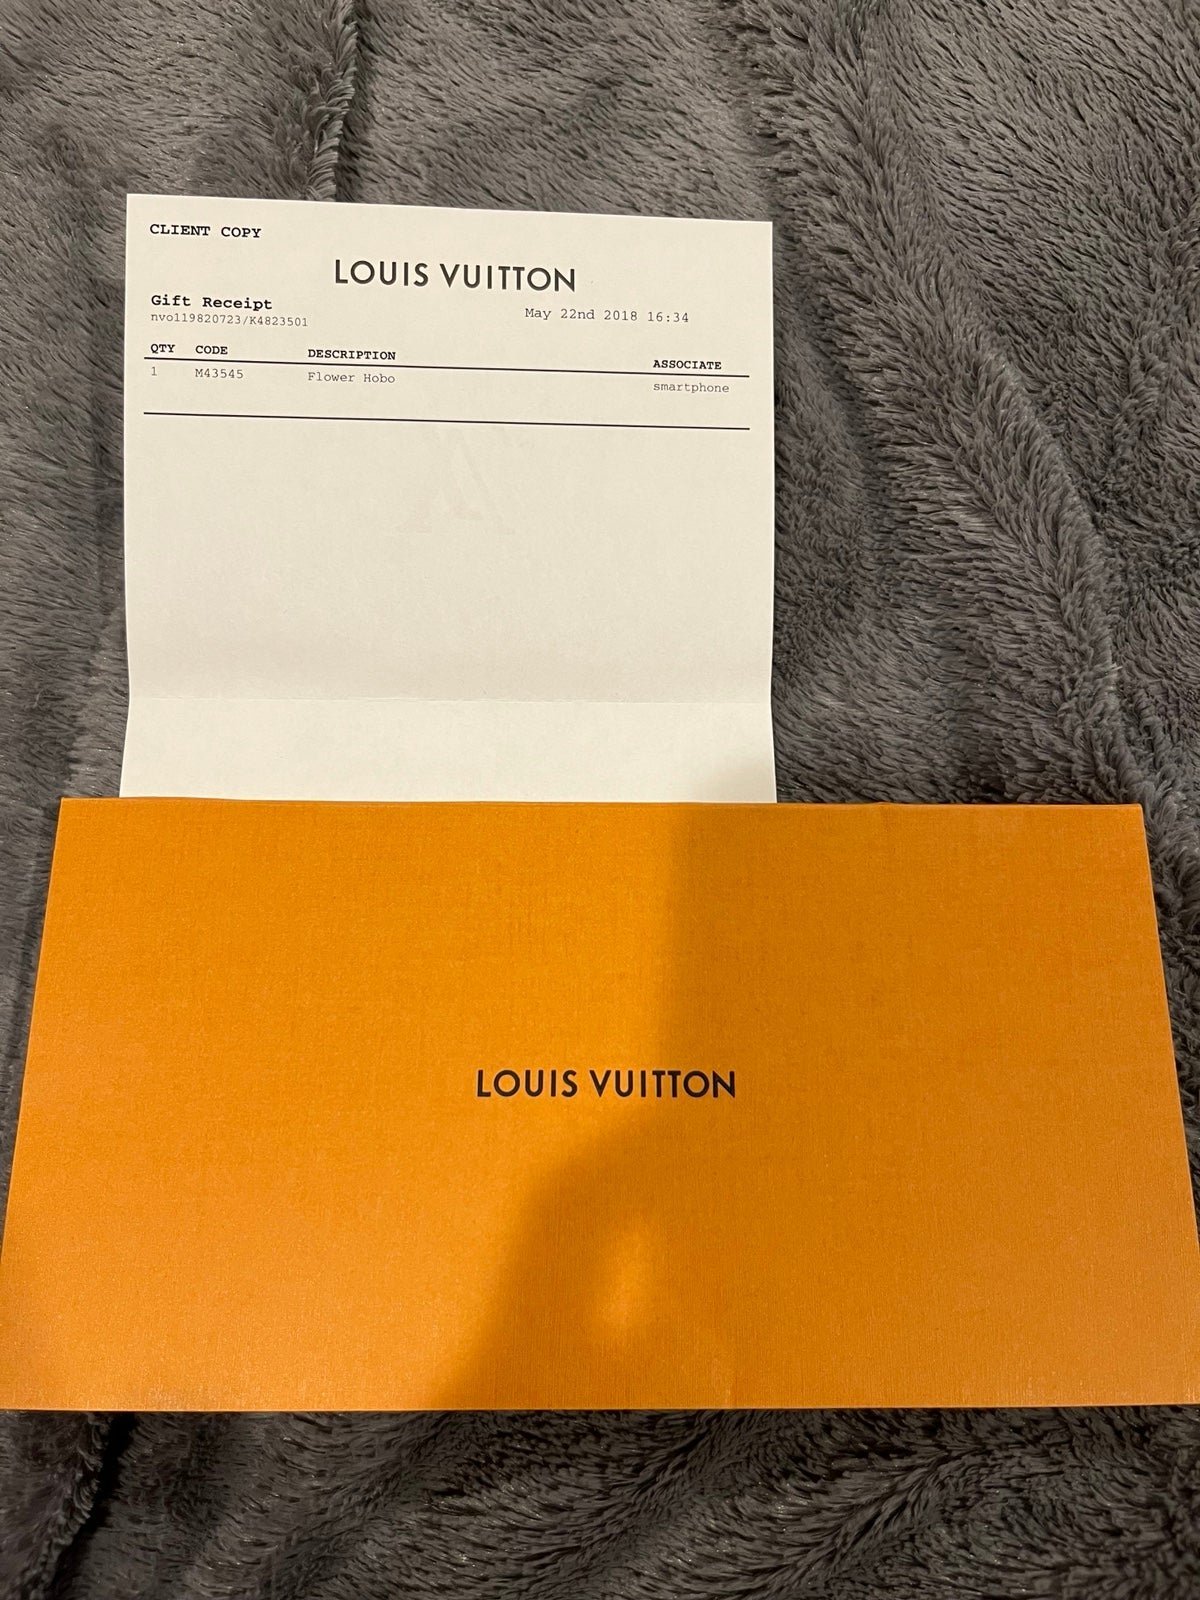 CLIENT COPY
LOUIS VUITTON
Gift Receipt
May 22nd 2018 16:34
nvo119820723/K4823501
QTY CODE DESCRIPTION ASSOCIATE
1 M43545 Flower Hobo smartphone
LOUIS VUITTON